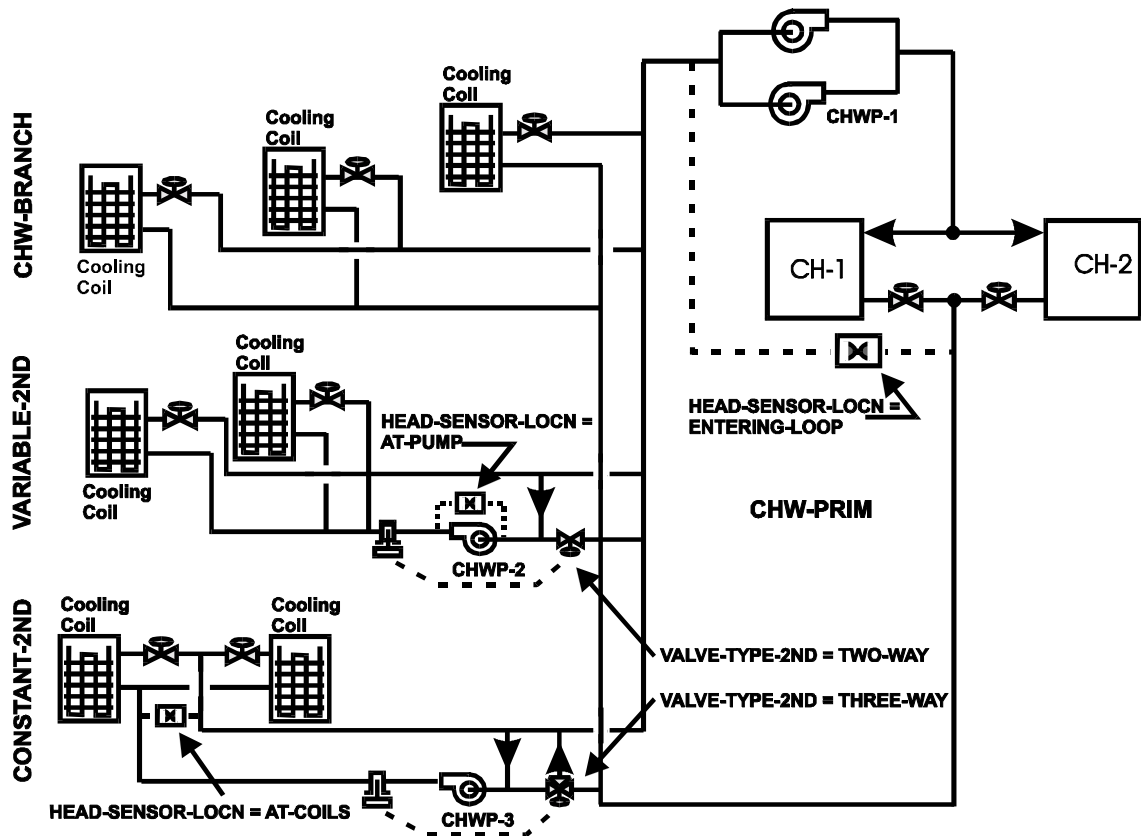 CHW-BRANCH
Cooling
Coil
Cooling
Coil
Cooling
Coil
CHWP-1
CH-1
CH-2
HEAD-SENSOR-LOCN =
ENTERING-LOOP
CHW-PRIM
VARIABLE-2ND
Cooling
Coil
Cooling
Coil
HEAD-SENSOR-LOCN =
AT-PUMP
CHWP-2
CONSTANT-2ND
Cooling
Coil
Cooling
Coil
VALVE-TYPE-2ND = TWO-WAY
VALVE-TYPE-2ND = THREE-WAY
HEAD-SENSOR-LOCN = AT-COILS
CHWP-3